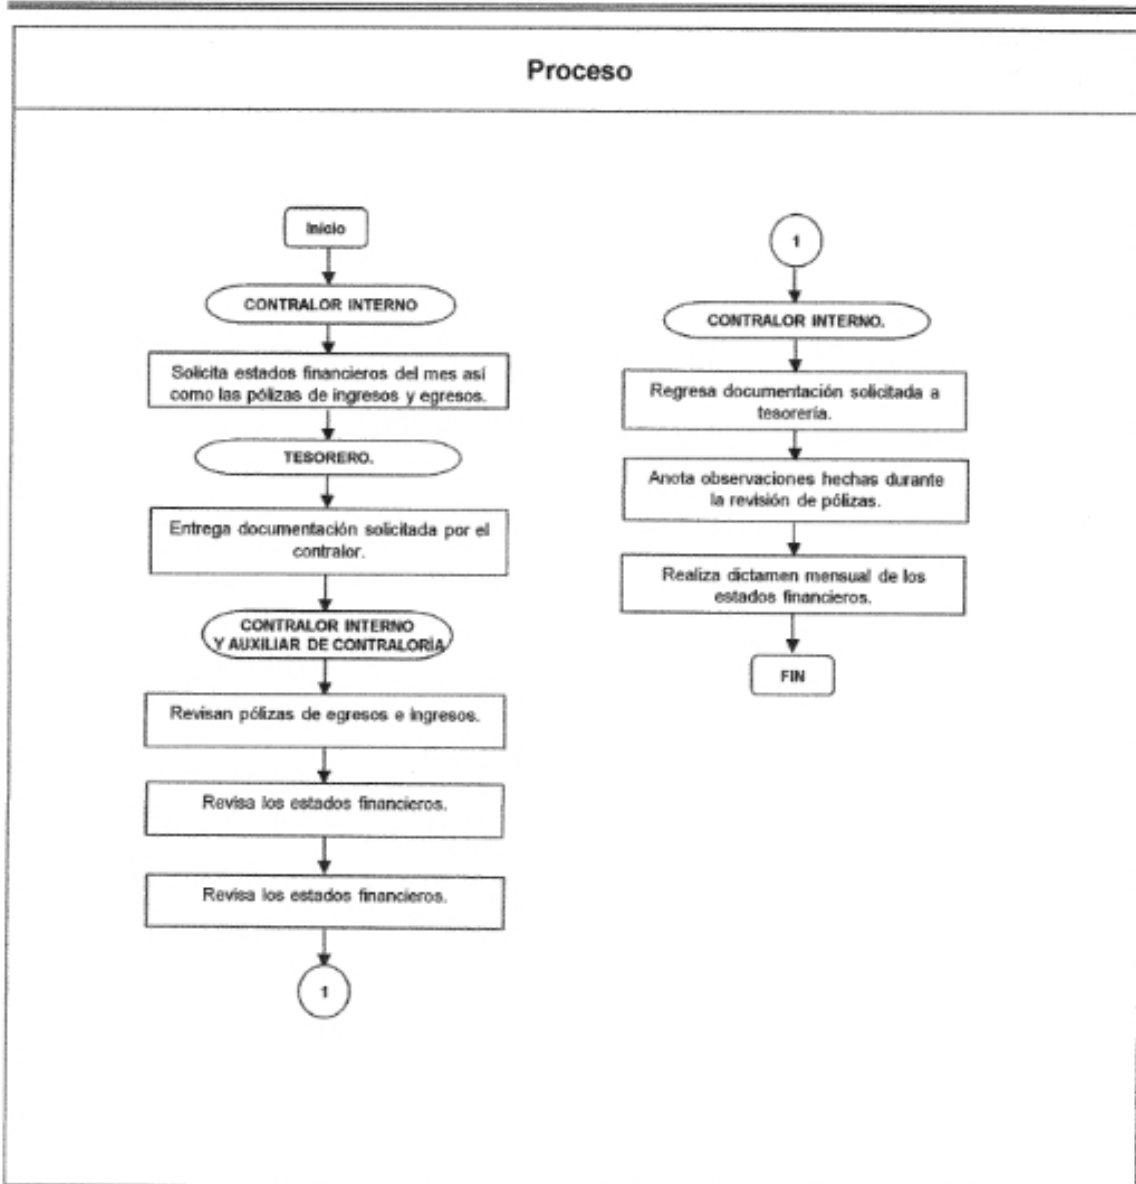 Proceso
Inicio
CONTRALOR INTERNO
Solicita estados financieros del mes así
como las pólizas de ingresos y egresos.
TESORERO.
Entrega documentación solicitada por el
contralor.
CONTRALOR INTERNO
Y AUXILIAR DE CONTRALORÍA
Revisan pólizas de egresos e ingresos.
Revisa los estados financieros.
Revisa los estados financieros.
1
1
CONTRALOR INTERNO.
Regresa documentación solicitada a
tesorería.
Anota observaciones hechas durante
la revisión de pólizas.
Realiza dictamen mensual de los
estados financieros.
FIN